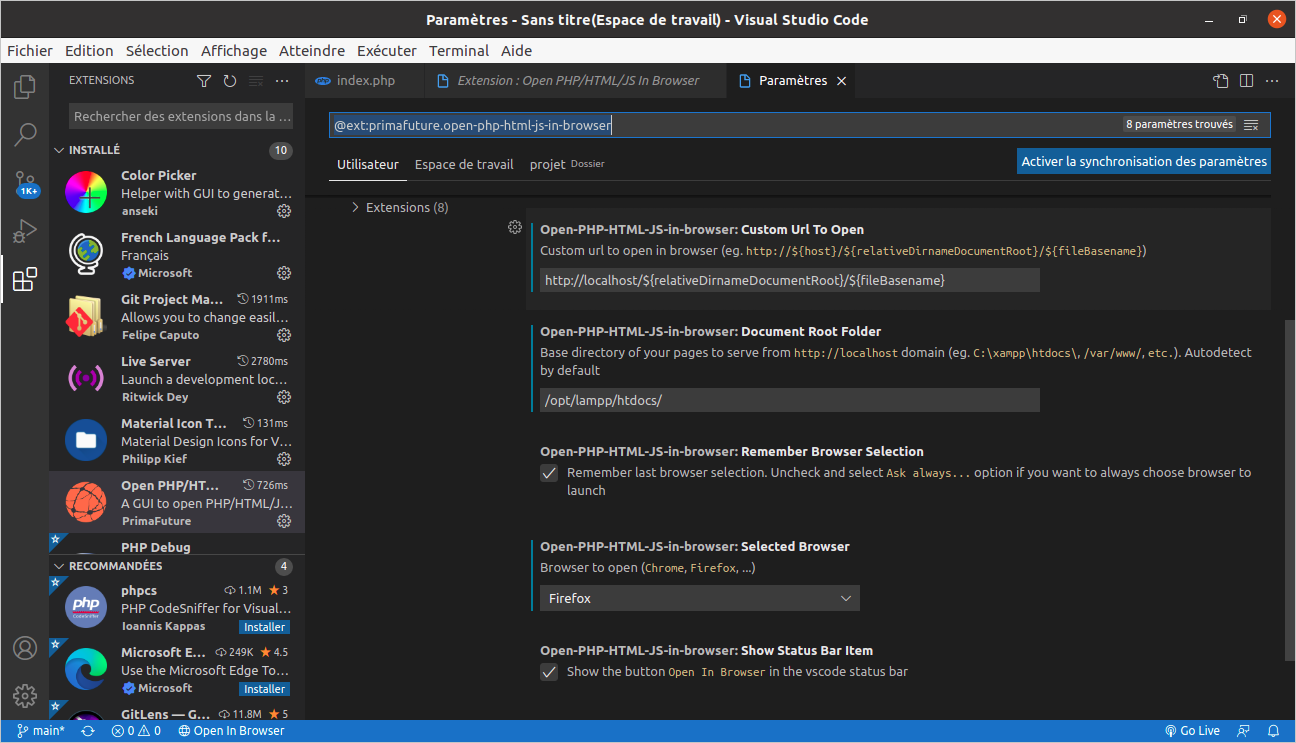 Paramètres - Sans titre(Espace de travail) - Visual Studio Code
Fichier Edition Sélection Affichage Atteindre Exécuter Terminal Aide
EXTENSIONS
Rechercher des extensions dans la …
INSTALLÉ 10
Color Picker
Helper with GUI to generat…
anseki
French Language Pack f…
Français
Microsoft
Git Project Ma… 1911ms
Allows you to change easil…
Felipe Caputo
Live Server 2780ms
Launch a development loc…
Ritwick Dey
Material Icon T… 131ms
Material Design Icons for V…
Philipp Kief
Open PHP/HT… 726ms
A GUI to open PHP/HTML/J…
PrimaFuture
PHP Debug
RECOMMANDÉES 4
phpcs 1.1M 3
PHP CodeSniffer for Visual…
Ioannis Kappas Installer
Microsoft E… 249K 4.5
Use the Microsoft Edge To…
Microsoft Installer
GitLens — G… 11.8M 5
1K+
php index.php Extension : Open PHP/HTML/JS In Browser Paramètres
@ext:primafuture.open-php-html-js-in-browser 8 paramètres trouvés
Utilisateur Espace de travail projet Dossier Activer la synchronisation des paramètres
Extensions (8)
Open-PHP-HTML-JS-in-browser: Custom Url To Open
Custom url to open in browser (eg. http://${host}/${relativeDirnameDocumentRoot}/${fileBasename})
http://localhost/${relativeDirnameDocumentRoot}/${fileBasename}
Open-PHP-HTML-JS-in-browser: Document Root Folder
Base directory of your pages to serve from http://localhost domain (eg. C:\xampp\htdocs\, /var/www/, etc.). Autodetect
by default
/opt/lampp/htdocs/
Open-PHP-HTML-JS-in-browser: Remember Browser Selection
Remember last browser selection. Uncheck and select Ask always... option if you want to always choose browser to
launch
Open-PHP-HTML-JS-in-browser: Selected Browser
Browser to open (Chrome, Firefox, …)
Firefox
Open-PHP-HTML-JS-in-browser: Show Status Bar Item
Show the button Open In Browser in the vscode status bar
main* 0 0 Open In Browser Go Live